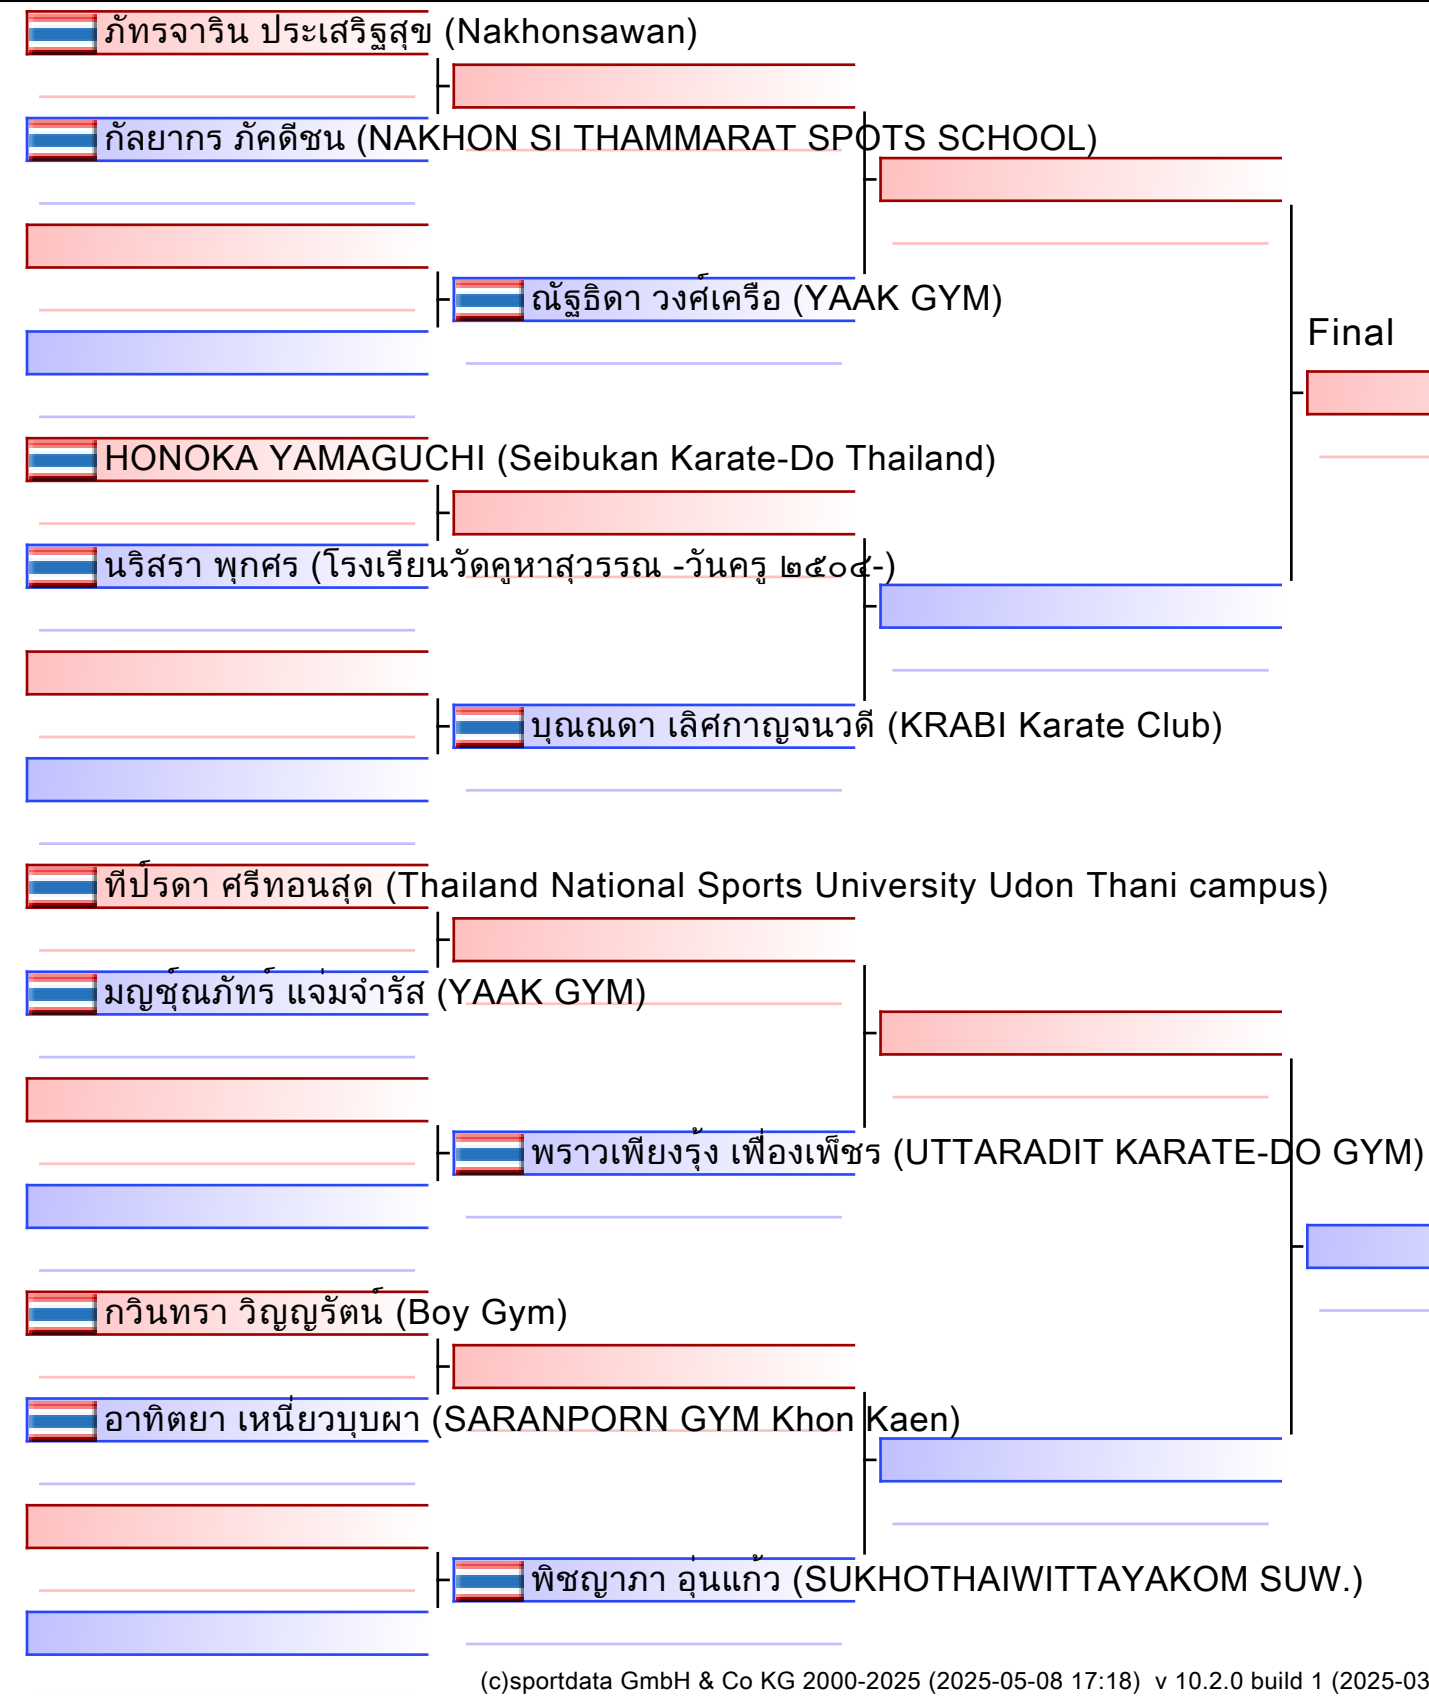 ภัทรจาริน ประเสริฐสุข (Nakhonsawan)
กัลยากร ภัคดีชน (NAKHON SI THAMMARAT SPOTS SCHOOL)
ณัฐธิดา วงศ์เครือ (YAAK GYM)
Final
HONOKA YAMAGUCHI (Seibukan Karate-Do Thailand)
นริสรา พุกศร (โรงเรียนวัดคูหาสุวรรณ -วันครู ๒๕๐๔-)
บุณณดา เลิศกาญจนวดี (KRABI Karate Club)
ทีปรดา ศรีทอนสุด (Thailand National Sports University Udon Thani campus)
มญชุ์ณภัทร์ แจ่มจำรัส (YAAK GYM)
พราวเพียงรุ้ง เฟื่องเพ็ชร (UTTARADIT KARATE-DO GYM)
กวินทรา วิญญรัตน์ (Boy Gym)
อาทิตยา เหนี่ยวบุบผา (SARANPORN GYM Khon Kaen)
พิชญาภา อุ่นแก้ว (SUKHOTHAIWITTAYAKOM SUW.)
(c)sportdata GmbH & Co KG 2000-2025 (2025-05-08 17:18) v 10.2.0 build 1 (2025-03